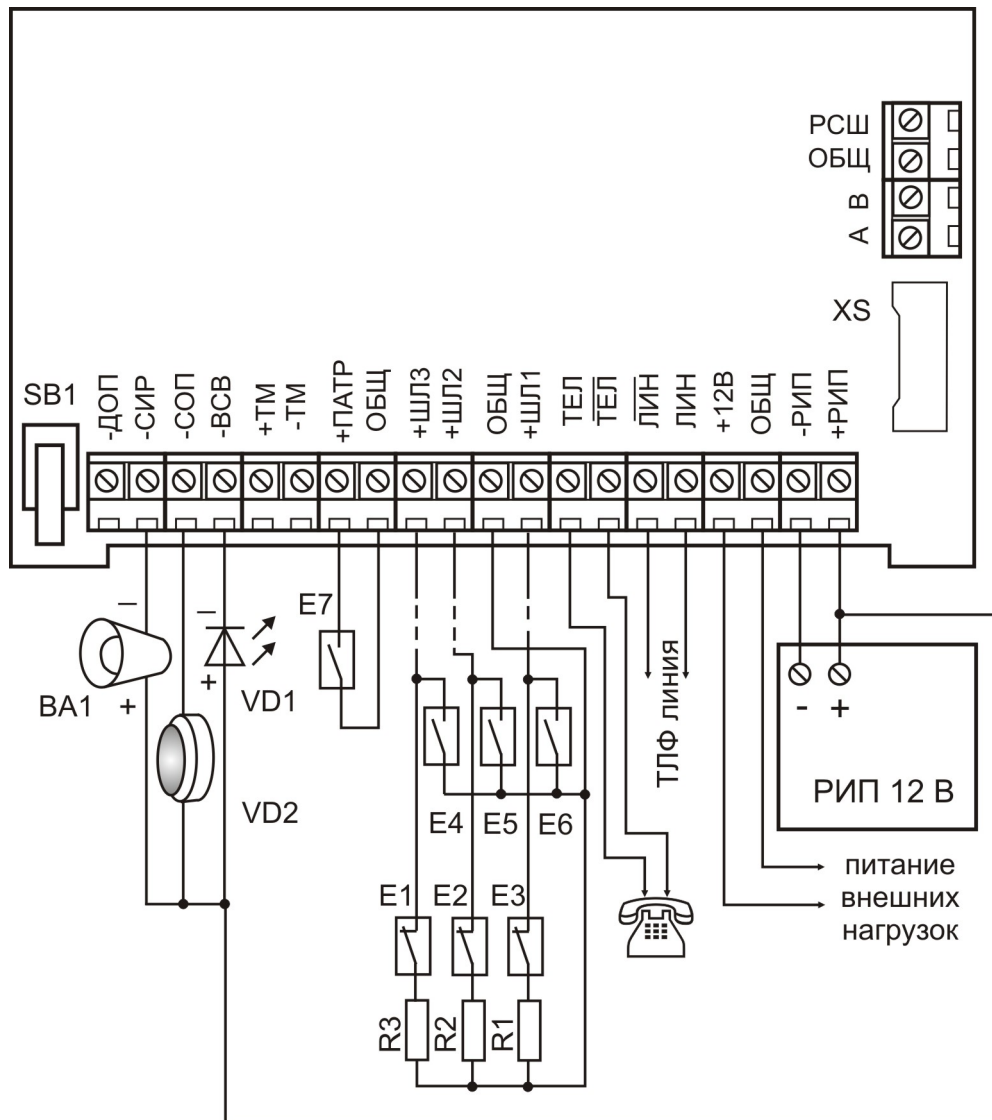 РСШ
ОБЩ
В
А
XS
SB1
-ДОП
-СИР
-СОП
-ВСВ
+ТМ
-ТМ
+ПАТР
ОБЩ
+ШЛ3
+ШЛ2
ОБЩ
+ШЛ1
ТЕЛ
ТЕЛ
ЛИН
ЛИН
+12В
ОБЩ
-РИП
+РИП
E7
–
–
BA1
+
+
VD1
VD2
ТЛФ линия
- +
РИП 12 В
E4
E5
E6
E1
E2
E3
R3
R2
R1
питание
внешних
нагрузок